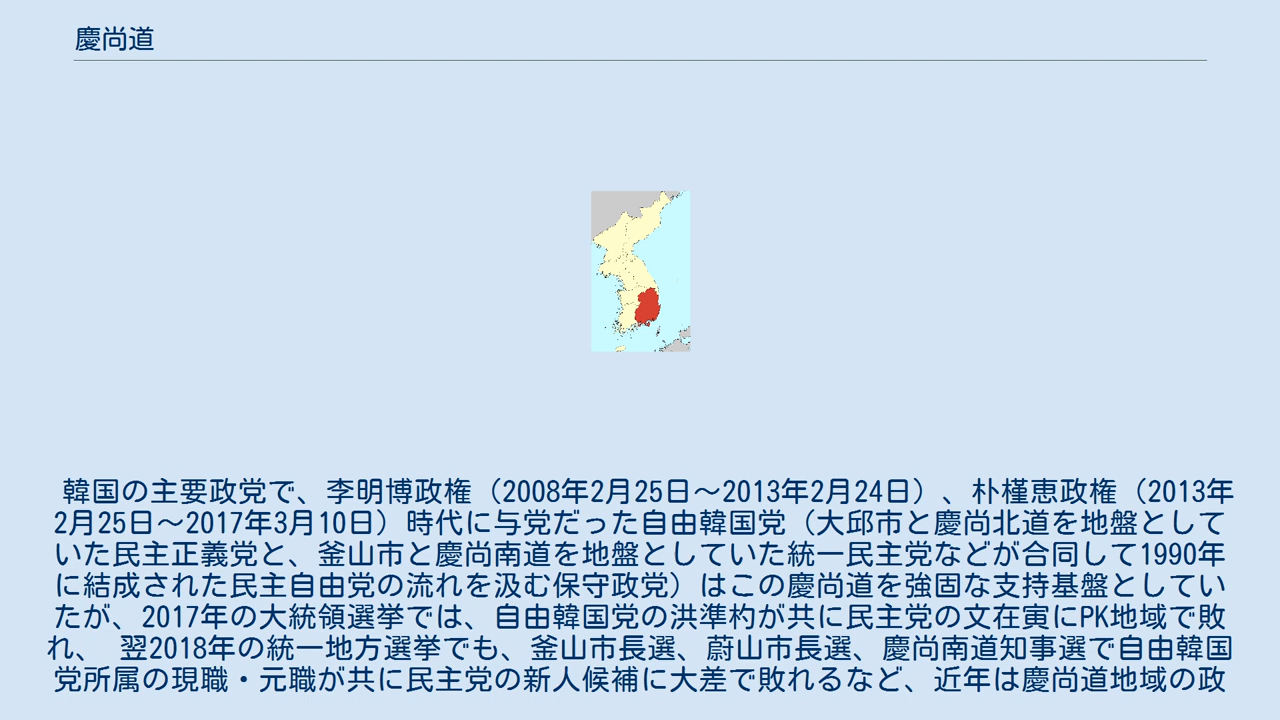 慶尚道
韓国の主要政党で、李明博政権（2008年2月25日～2013年2月24日）、朴槿恵政権（2013年
2月25日～2017年3月10日）時代に与党だった自由韓国党（大邱市と慶尚北道を地盤として
いた民主正義党と、釜山市と慶尚南道を地盤としていた統一民主党などが合同して1990年
に結成された民主自由党の流れを汲む保守政党）はこの慶尚道を強固な支持基盤としてい
たが、2017年の大統領選挙では、自由韓国党の洪準杓が共に民主党の文在寅にPK地域で敗
れ、 翌2018年の統一地方選挙でも、釜山市長選、蔚山市長選、慶尚南道知事選で自由韓国
党所属の現職・元職が共に民主党の新人候補に大差で敗れるなど、近年は慶尚道地域の政